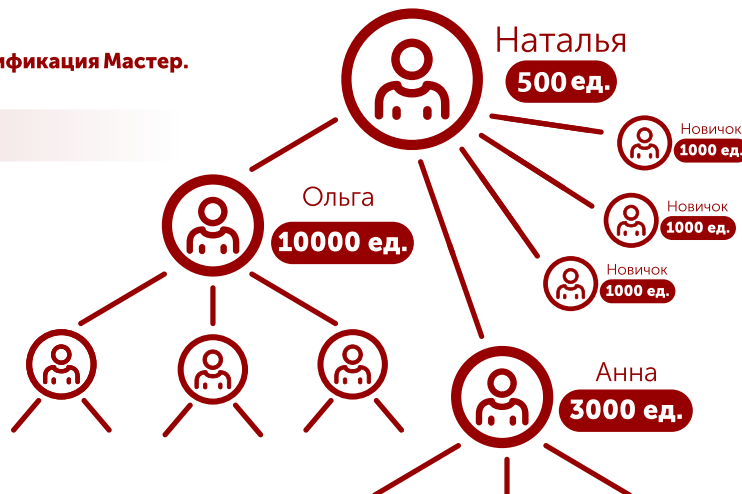 Наталья
ификация Мастер.
500 ед.
Новичок
1000 ед.
Ольга
Новичок
1000 ед.
10000 ед.
Новичок
1000 ед.
Анна
3000 ед.